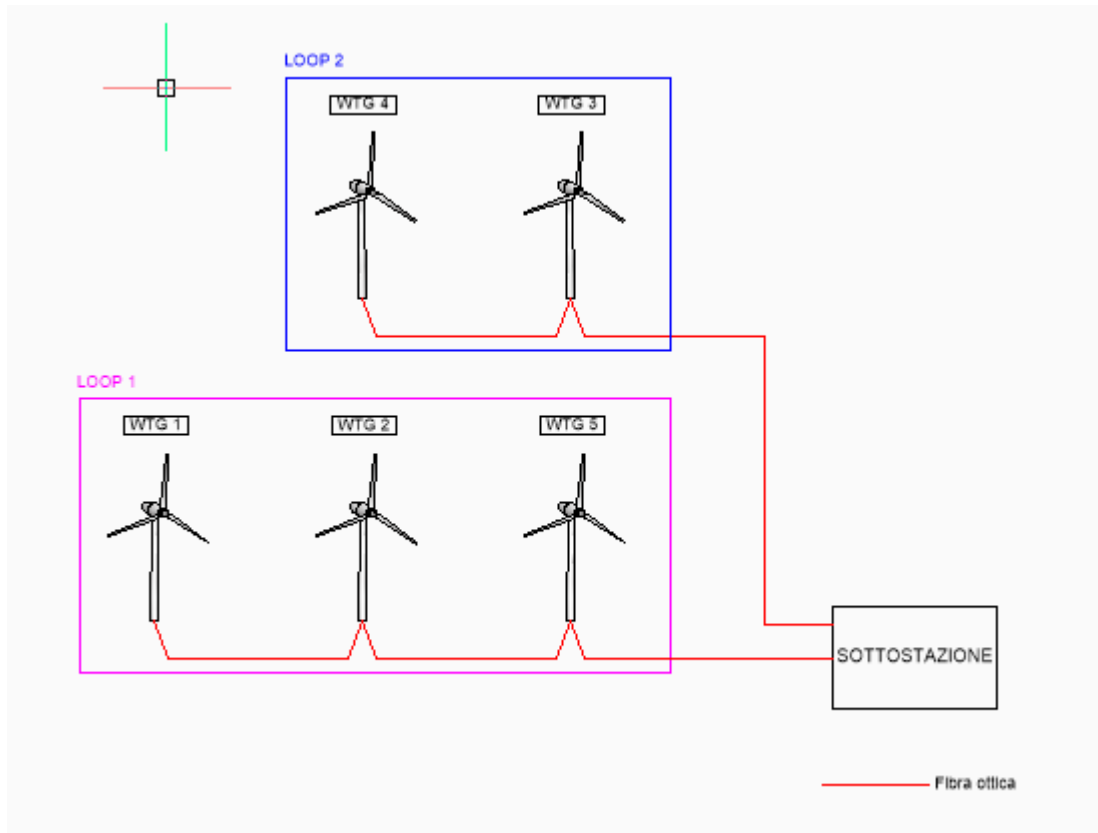 LOOP 2
WTG 4
WTG 3
LOOP 1
WTG 1
WTG 2
WTG 5
SOTTOSTAZIONE
Fibra ottica